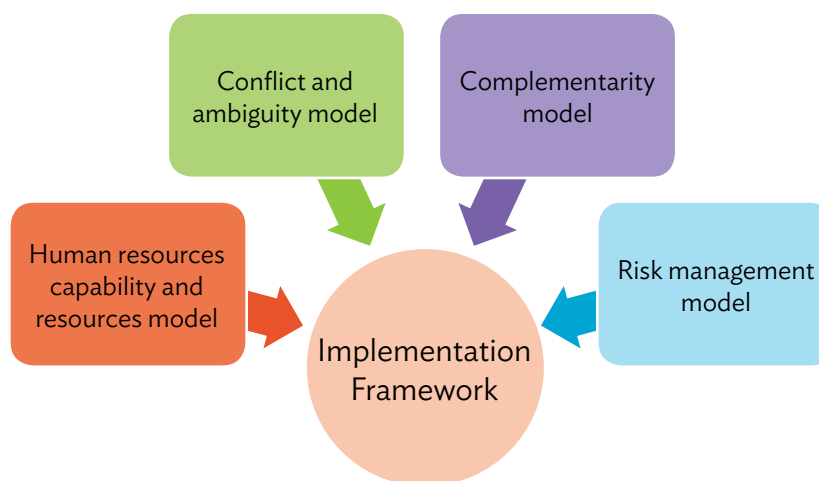 Conflict and
ambiguity model
Complementarity
model
Human resources
capability and
resources model
Risk management
model
Implementation
Framework